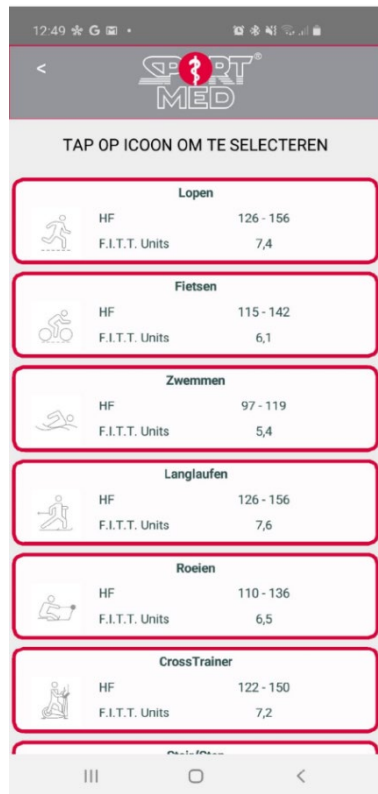 12:49
G
<
SPORT®
MED
TAP OP ICOON OM TE SELECTEREN
Lopen
HF 126 - 156
F.I.T.T. Units 7,4
Fietsen
HF 115 - 142
F.I.T.T. Units 6,1
Zwemmen
HF 97 - 119
F.I.T.T. Units 5,4
Langlaufen
HF 126 - 156
F.I.T.T. Units 7,6
Roeien
HF 110 - 136
F.I.T.T. Units 6,5
CrossTrainer
HF 122 - 150
F.I.T.T. Units 7,2